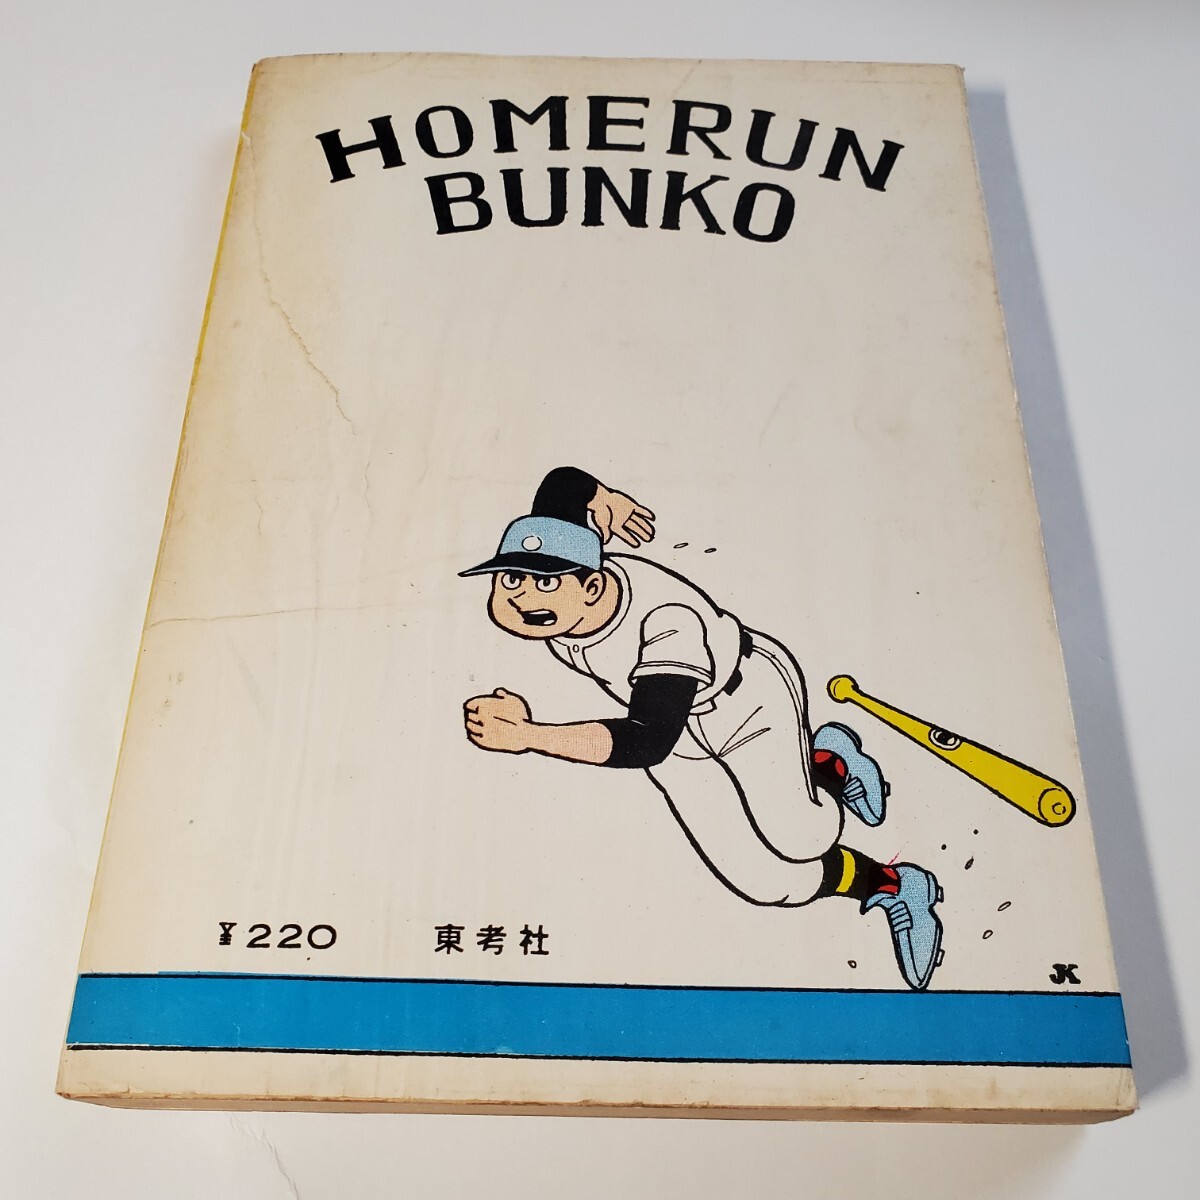 HOMERUN
BUNKO
¥220 東考社
JK